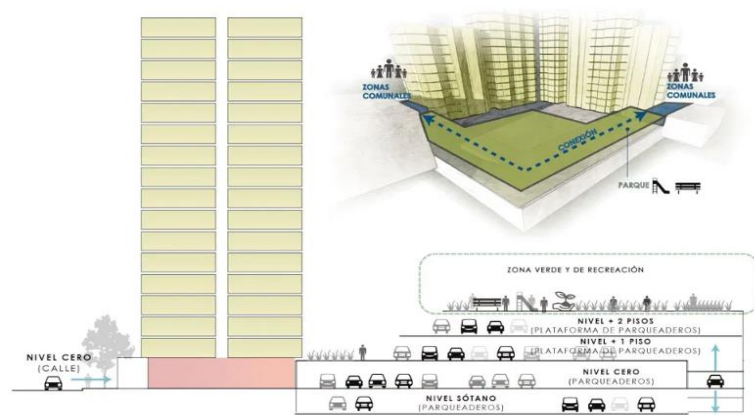 ZONAS
COMUNALES
ZONAS
COMUNALES
CONEXIÓN
PARQUE
ZONA VERDE Y DE RECREACIÓN
NIVEL + 2 PISOS
(PLATAFORMA DE PARQUEADEROS)
NIVEL + 1 PISO
(PLATAFORMA DE PARQUEADEROS)
NIVEL CERO
(CALLE)
NIVEL CERO
(PARQUEADEROS)
NIVEL SÓTANO
(PARQUEADEROS)